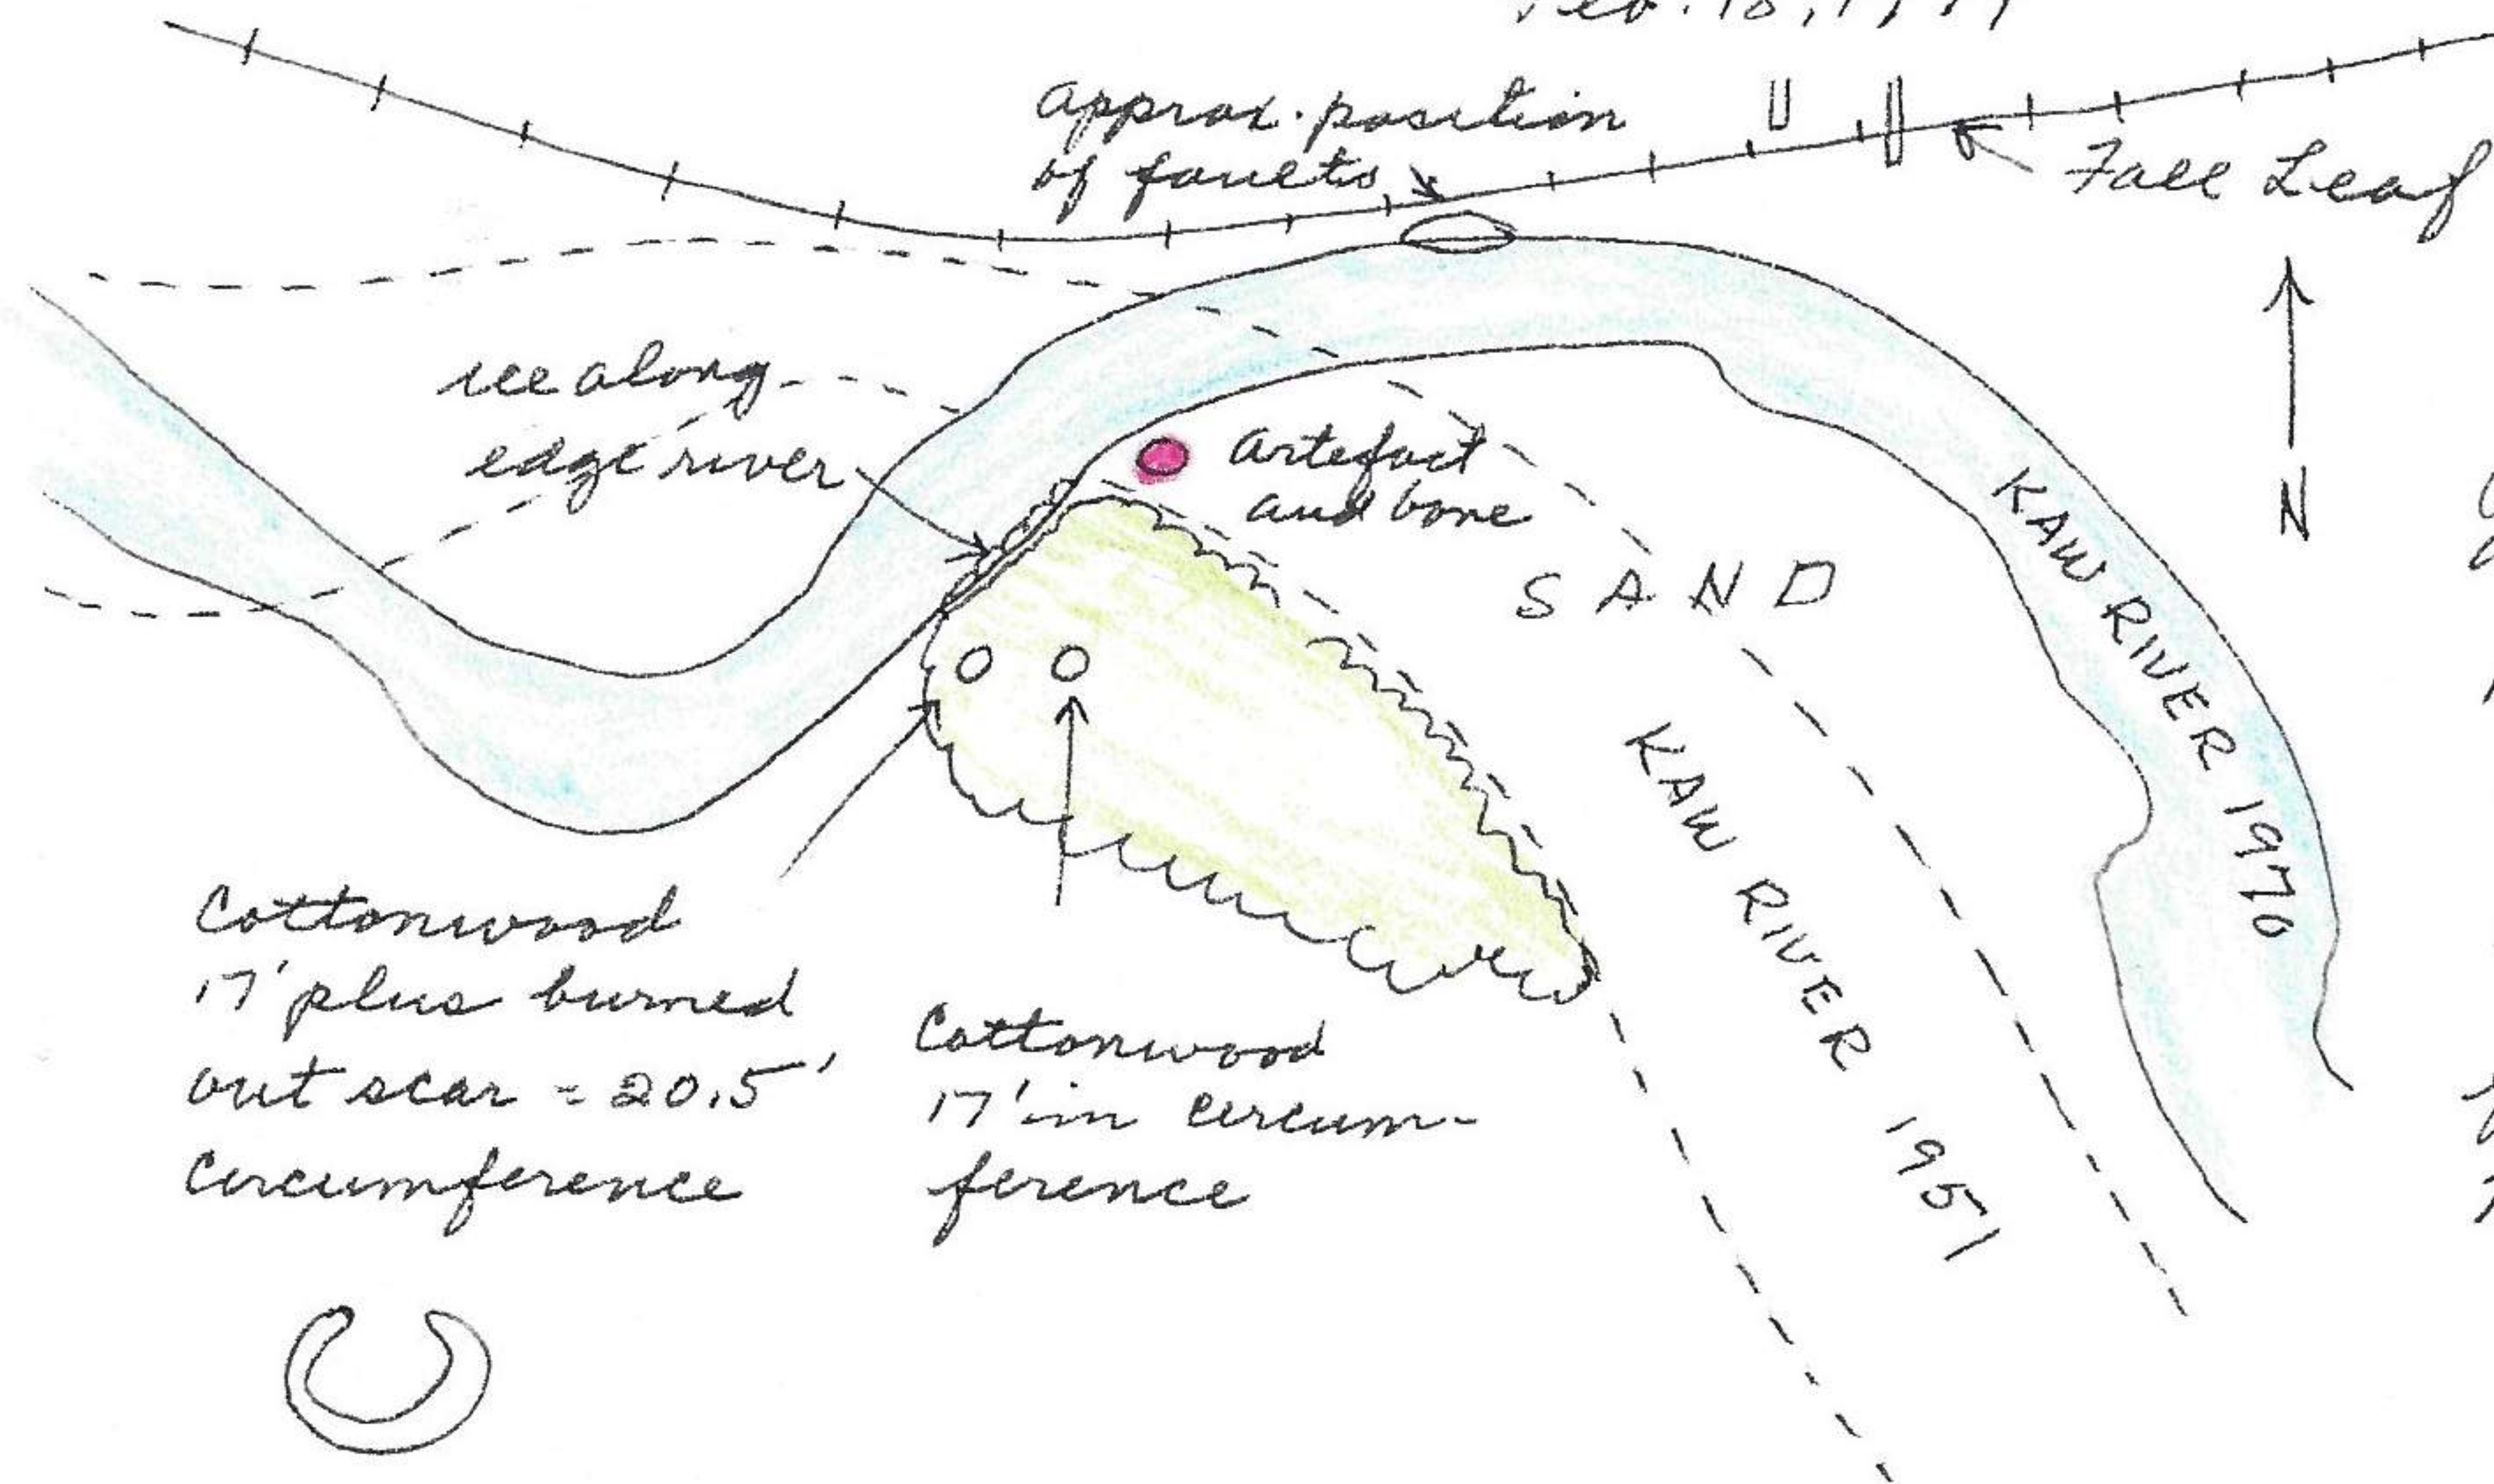 approx. position
of fauets
Fall Leaf
ice along
edge river
artefact
and bone
N
SAND
KAW RIVER 1970
KAW RIVER 1951
Cottonwood
17' plus burned
out scar = 20.5'
Circumference
Cottonwood
17' in circum-
ference